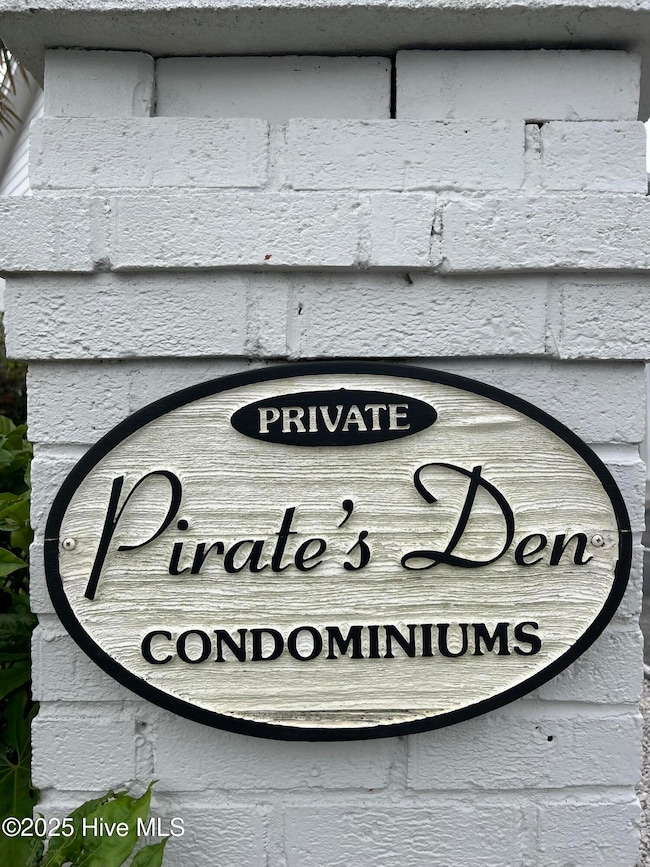 PRIVATE
Pirate's Den
CONDOMINIUMS
©2025 Hive MLS